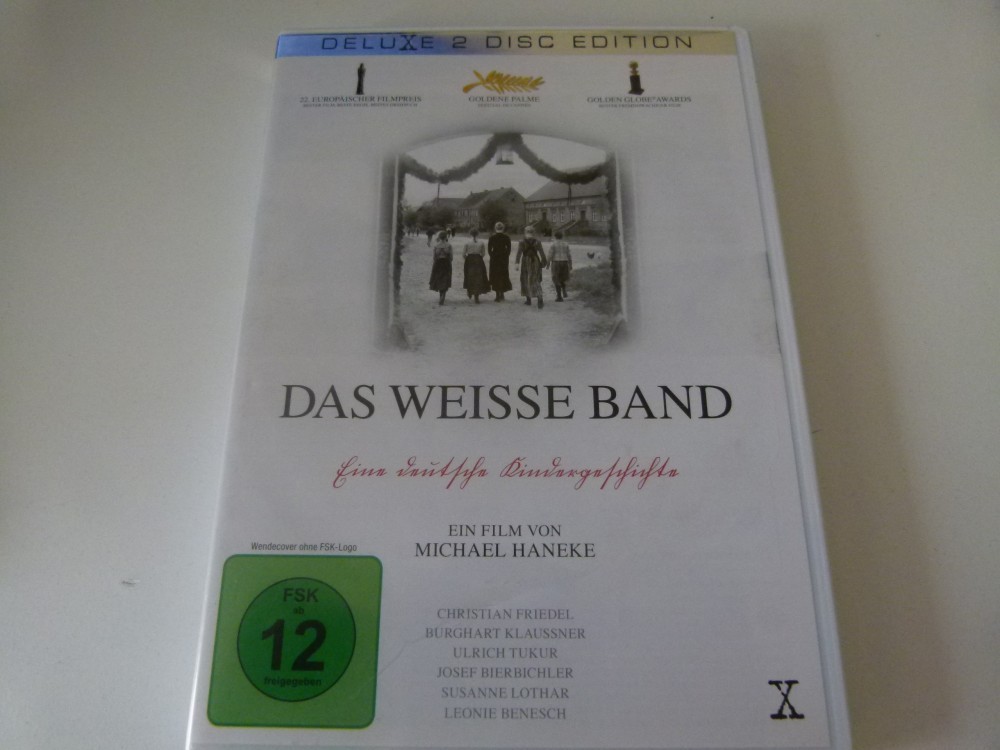 DELUXE 2 DISC EDITION
22. EUROPÄISCHER FILMPREIS
GOLDENE PALME
GOLDEN GLOBE® AWARDS
DAS WEISSE BAND
Eine deutsche Kindergeschichte
EIN FILM VON
MICHAEL HANEKE
Wendecover ohne FSK-Logo
FSK
ab
12
freigegeben
CHRISTIAN FRIEDEL
BURGHART KLAUSSNER
ULRICH TUKUR
JOSEF BIERBICHLER
SUSANNE LOTHAR
LEONIE BENESCH
X